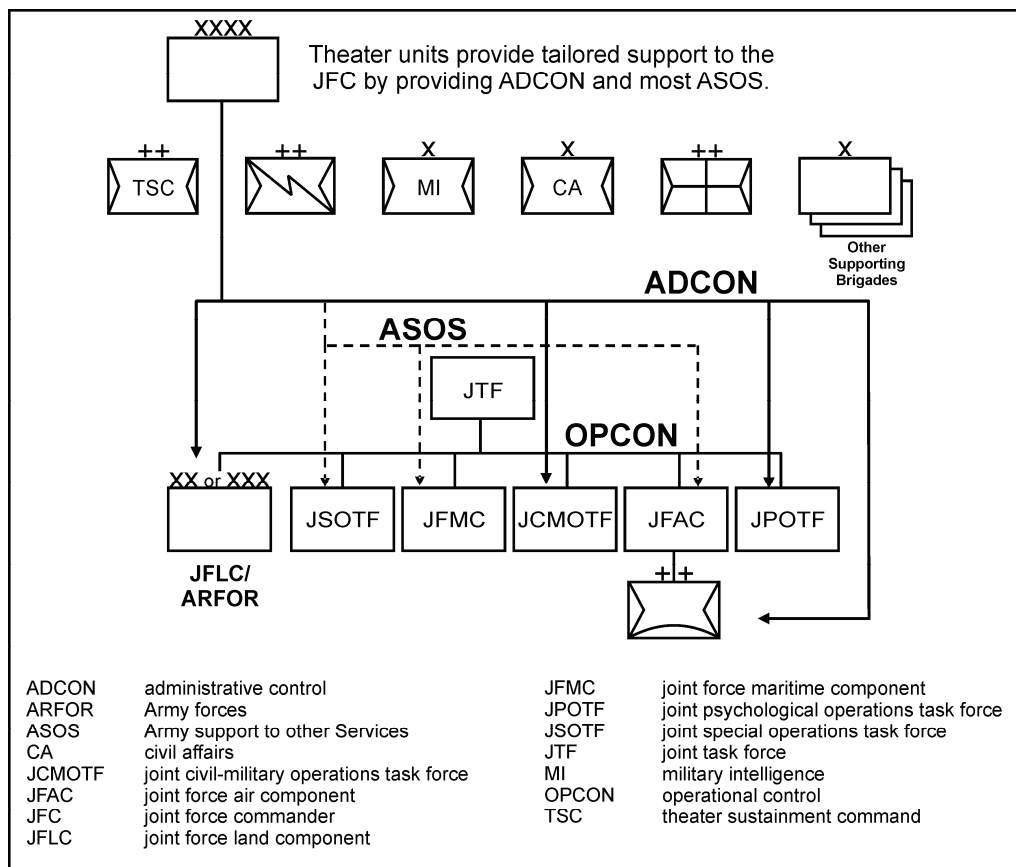 XXXX
Theater units provide tailored support to the
JFC by providing ADCON and most ASOS.
++ ++ X X ++ X
TSC MI CA
Other
Supporting
Brigades
ADCON
ASOS
JTF
OPCON
XX or XXX
JSOTF JFMC JCMOTF JFAC JPOTF
JFLC/
ARFOR
++
ADCON administrative control
ARFOR Army forces
ASOS Army support to other Services
CA civil affairs
JCMOTF joint civil-military operations task force
JFAC joint force air component
JFC joint force commander
JFLC joint force land component
JFMC joint force maritime component
JPOTF joint psychological operations task force
JSOTF joint special operations task force
JTF joint task force
MI military intelligence
OPCON operational control
TSC theater sustainment command